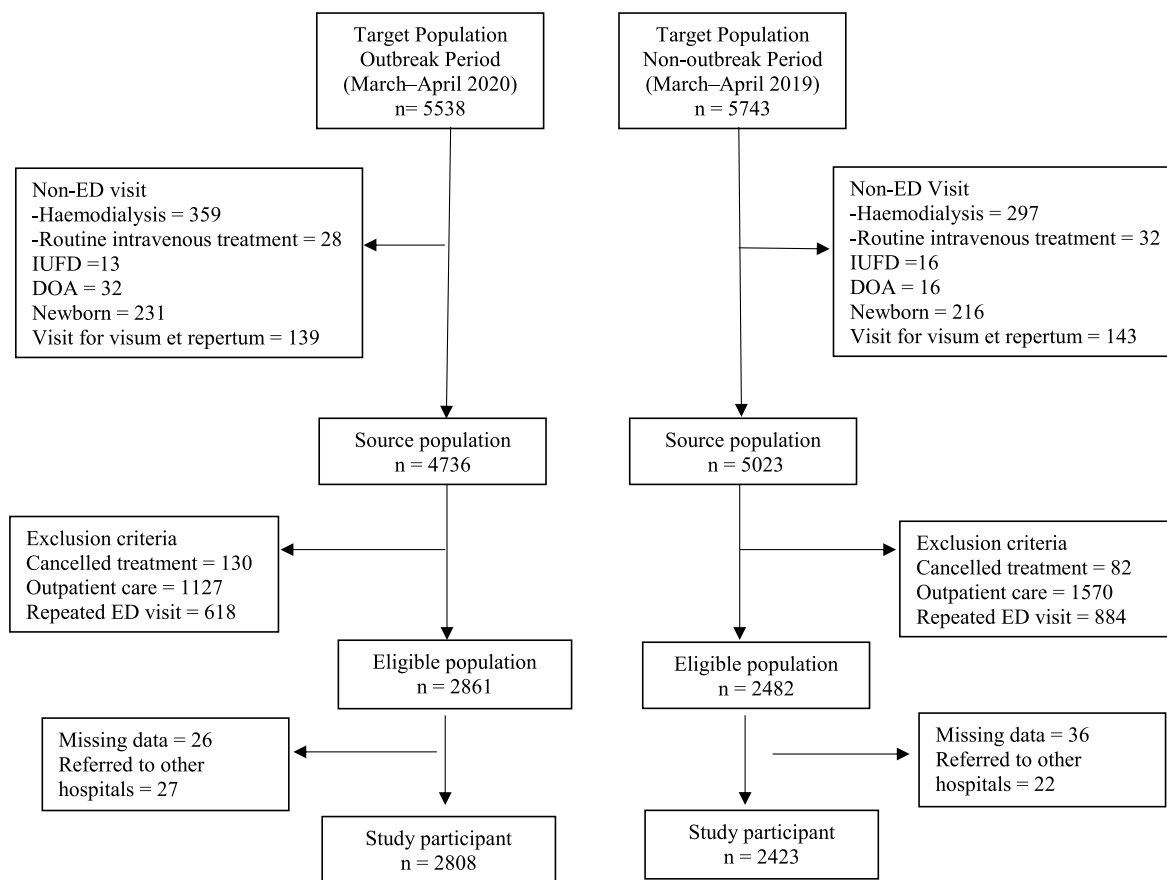 Target Population
Outbreak Period
(March–April 2020)
n= 5538
Target Population
Non-outbreak Period
(March–April 2019)
n= 5743
Non-ED visit
-Haemodialysis = 359
-Routine intravenous treatment = 28
IUFD =13
DOA = 32
Newborn = 231
Visit for visum et repertum = 139
Non-ED Visit
-Haemodialysis = 297
-Routine intravenous treatment = 32
IUFD =16
DOA = 16
Newborn = 216
Visit for visum et repertum = 143
Source population
n = 4736
Source population
n = 5023
Exclusion criteria
Cancelled treatment = 130
Outpatient care = 1127
Repeated ED visit = 618
Exclusion criteria
Cancelled treatment = 82
Outpatient care = 1570
Repeated ED visit = 884
Eligible population
n = 2861
Eligible population
n = 2482
Missing data = 26
Referred to other
hospitals = 27
Missing data = 36
Referred to other
hospitals = 22
Study participant
n = 2808
Study participant
n = 2423